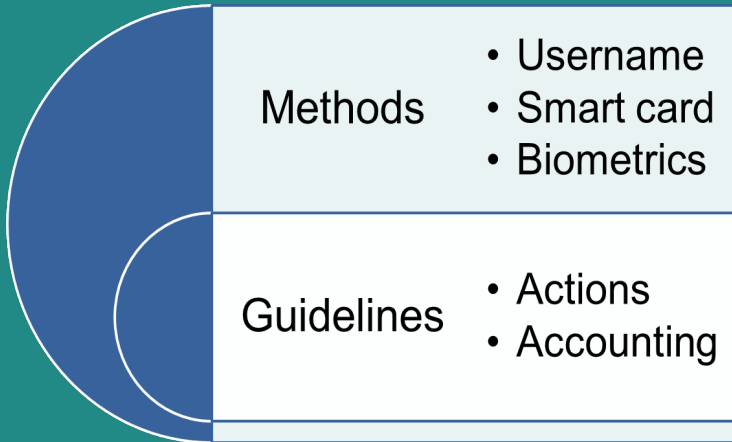 Methods
• Username
• Smart card
• Biometrics
Guidelines
• Actions
• Accounting